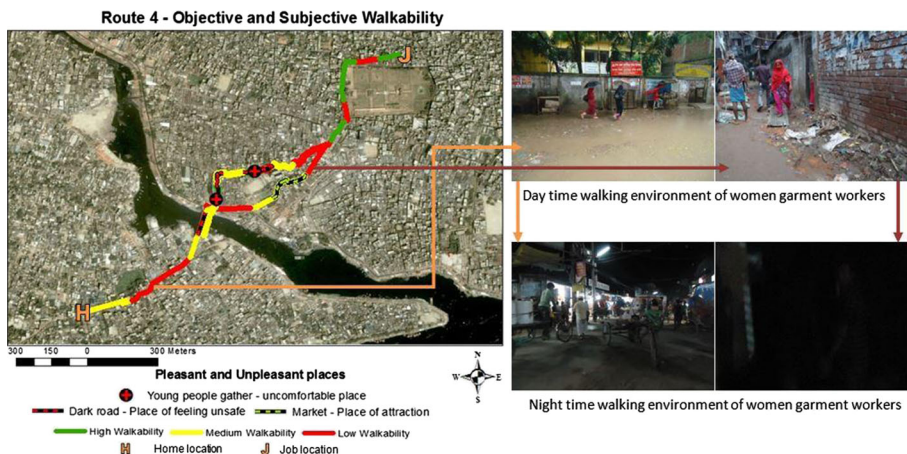 Route 4 - Objective and Subjective Walkability
J
H
Day time walking environment of women garment workers
Night time walking environment of women garment workers
300 150 0 300 Meters
N
W E
S
Pleasant and Unpleasant places
Young people gather - uncomfortable place
Dark road - Place of feeling unsafe Market - Place of attraction
High Walkability Medium Walkability Low Walkability
H Home location J Job location